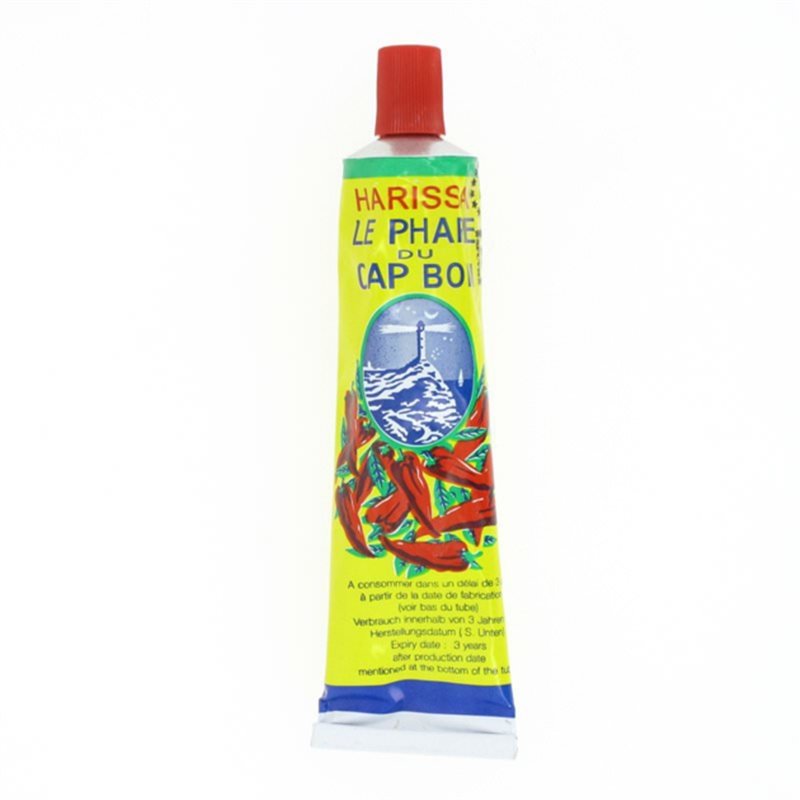 HARISSA
LE PHARE
DU
CAP BON
A consommer dans un délai de 3
à partir de la date de fabrication
(voir bas du tube)
Verbrauch innerhalb von 3 Jahren
Herstellungsdatum ( S. Unten)
Expiry date : 3 years
after production date
mentioned at the bottom of the tub